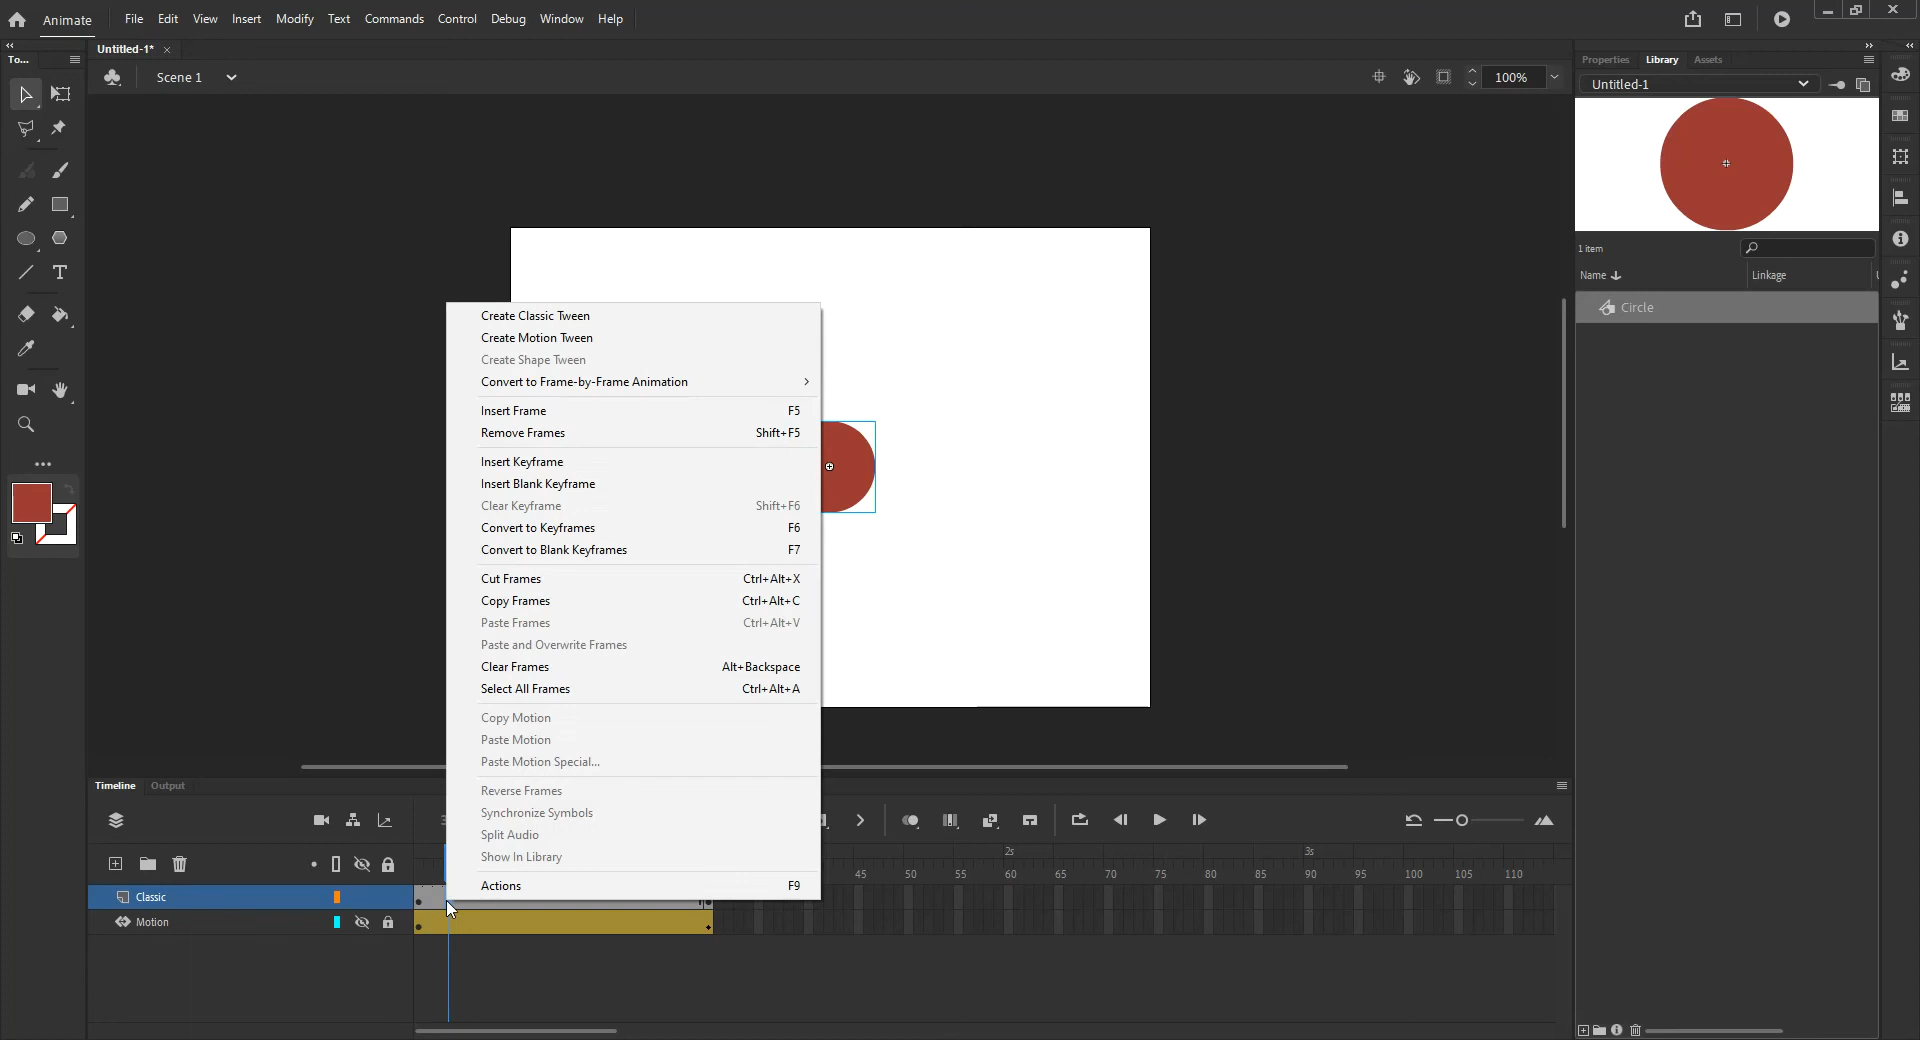 Animate File Edit View Insert Modify Text Commands Control Debug Window Help
To... Untitled-1* ×
Scene 1 100%
Properties Library Assets
Untitled-1
1 item
Name Linkage
Circle
Create Classic Tween
Create Motion Tween
Create Shape Tween
Convert to Frame-by-Frame Animation
Insert Frame F5
Remove Frames Shift+F5
Insert Keyframe
Insert Blank Keyframe
Clear Keyframe Shift+F6
Convert to Keyframes F6
Convert to Blank Keyframes F7
Cut Frames Ctrl+Alt+X
Copy Frames Ctrl+Alt+C
Paste Frames Ctrl+Alt+V
Paste and Overwrite Frames
Clear Frames Alt+Backspace
Select All Frames Ctrl+Alt+A
Copy Motion
Paste Motion
Paste Motion Special...
Reverse Frames
Synchronize Symbols
Split Audio
Show In Library
Actions F9
Timeline Output
2s 3s
45 50 55 60 65 70 75 80 85 90 95 100 105 110
Classic
Motion